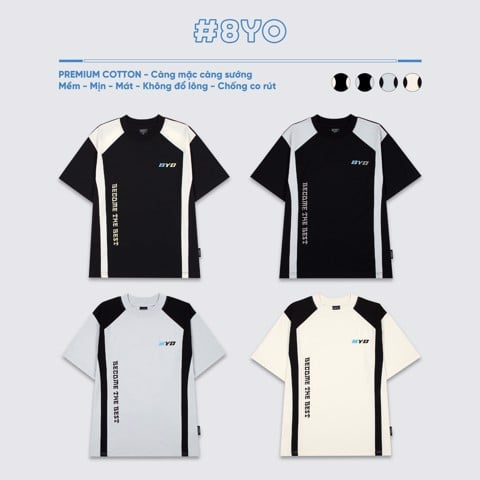 #8YO
PREMIUM COTTON - Càng mặc càng sướng
Mềm - Mịn - Mát - Không đổ lông - Chống co rút
8YO
BECOME THE BEST
8YO
BECOME THE BEST
8YO
BECOME THE BEST
8YO
BECOME THE BEST